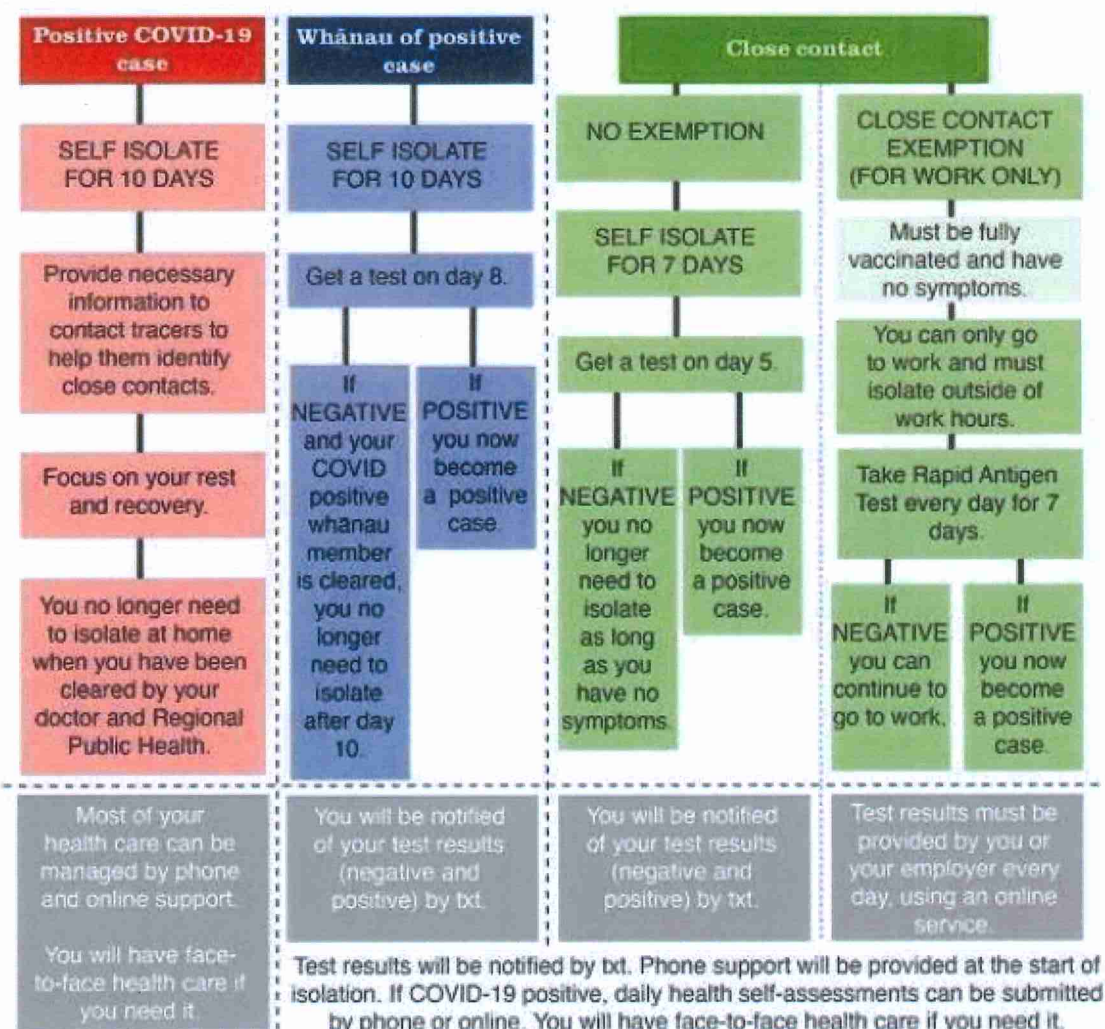 Positive COVID-19
case
SELF ISOLATE
FOR 10 DAYS
Provide necessary
information to
contact tracers to
help them identify
close contacts.
Focus on your rest
and recovery.
You no longer need
to isolate at home
when you have been
cleared by your
doctor and Regional
Public Health.
Most of your
health care can be
managed by phone
and online support.
You will have face-
to-face health care if
you need it.
Whānau of positive
case
SELF ISOLATE
FOR 10 DAYS
Get a test on day 8.
If
NEGATIVE
and your
COVID
positive
whānau
member
is cleared,
you no
longer
need to
isolate
after day
10.
If
POSITIVE
you now
become
a positive
case.
You will be notified
of your test results
(negative and
positive) by txt.
Close contact
NO EXEMPTION
SELF ISOLATE
FOR 7 DAYS
Get a test on day 5.
If
NEGATIVE
you no
longer
need to
isolate
as long
as you
have no
symptoms.
If
POSITIVE
you now
become
a positive
case.
You will be notified
of your test results
(negative and
positive) by txt.
CLOSE CONTACT
EXEMPTION
(FOR WORK ONLY)
Must be fully
vaccinated and have
no symptoms.
You can only go
to work and must
isolate outside of
work hours.
Take Rapid Antigen
Test every day for 7
days.
If
NEGATIVE
you can
continue to
go to work.
If
POSITIVE
you now
become
a positive
case.
Test results must be
provided by you or
your employer every
day, using an online
service.
Test results will be notified by txt. Phone support will be provided at the start of
isolation. If COVID-19 positive, daily health self-assessments can be submitted
by phone or online. You will have face-to-face health care if you need it.